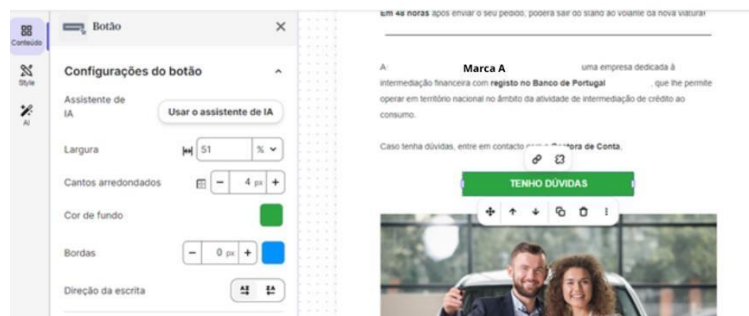 Conteúdo
Style
AI
Botão
Configurações do botão
Assistente de
IA
Usar o assistente de IA
Largura
51
%
Cantos arredondados
4 px
Cor de fundo
Bordas
0 px
Direção da escrita
Em 48 horas após enviar o seu pedido, poderá sair do stand ao volante da nova viatura!
A Marca A uma empresa dedicada à
intermediação financeira com registo no Banco de Portugal , que lhe permite
operar em território nacional no âmbito da atividade de intermediação de crédito ao
consumo.
Caso tenha dúvidas, entre em contacto de Conta.
TENHO DÚVIDAS